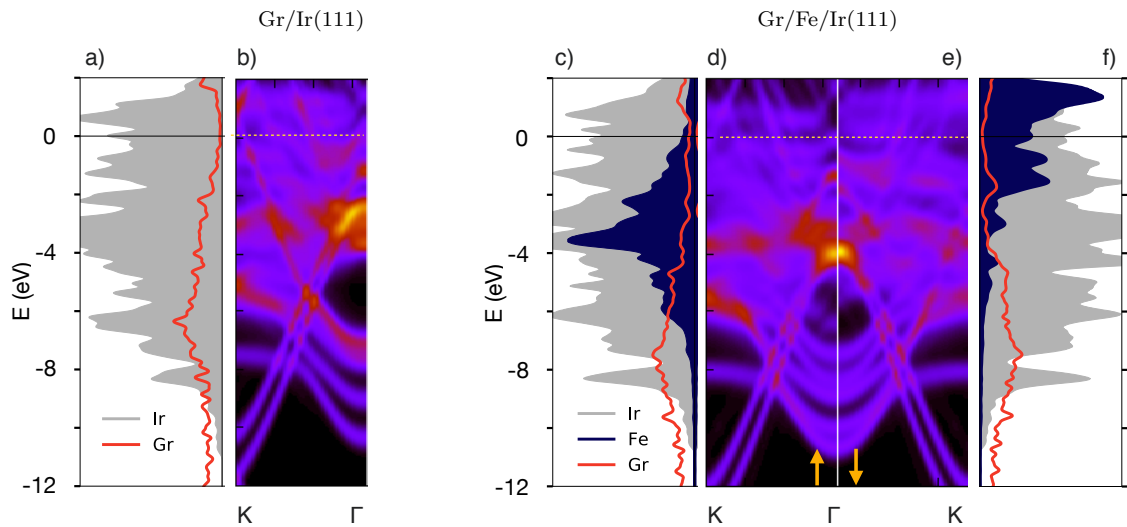 Gr/Ir(111)
Gr/Fe/Ir(111)
a)
b)
c)
d)
e)
f)
E (eV)
0
-4
-8
-12
Ir
Gr
K
Γ
E (eV)
0
-4
-8
-12
Ir
Fe
Gr
K
Γ
K